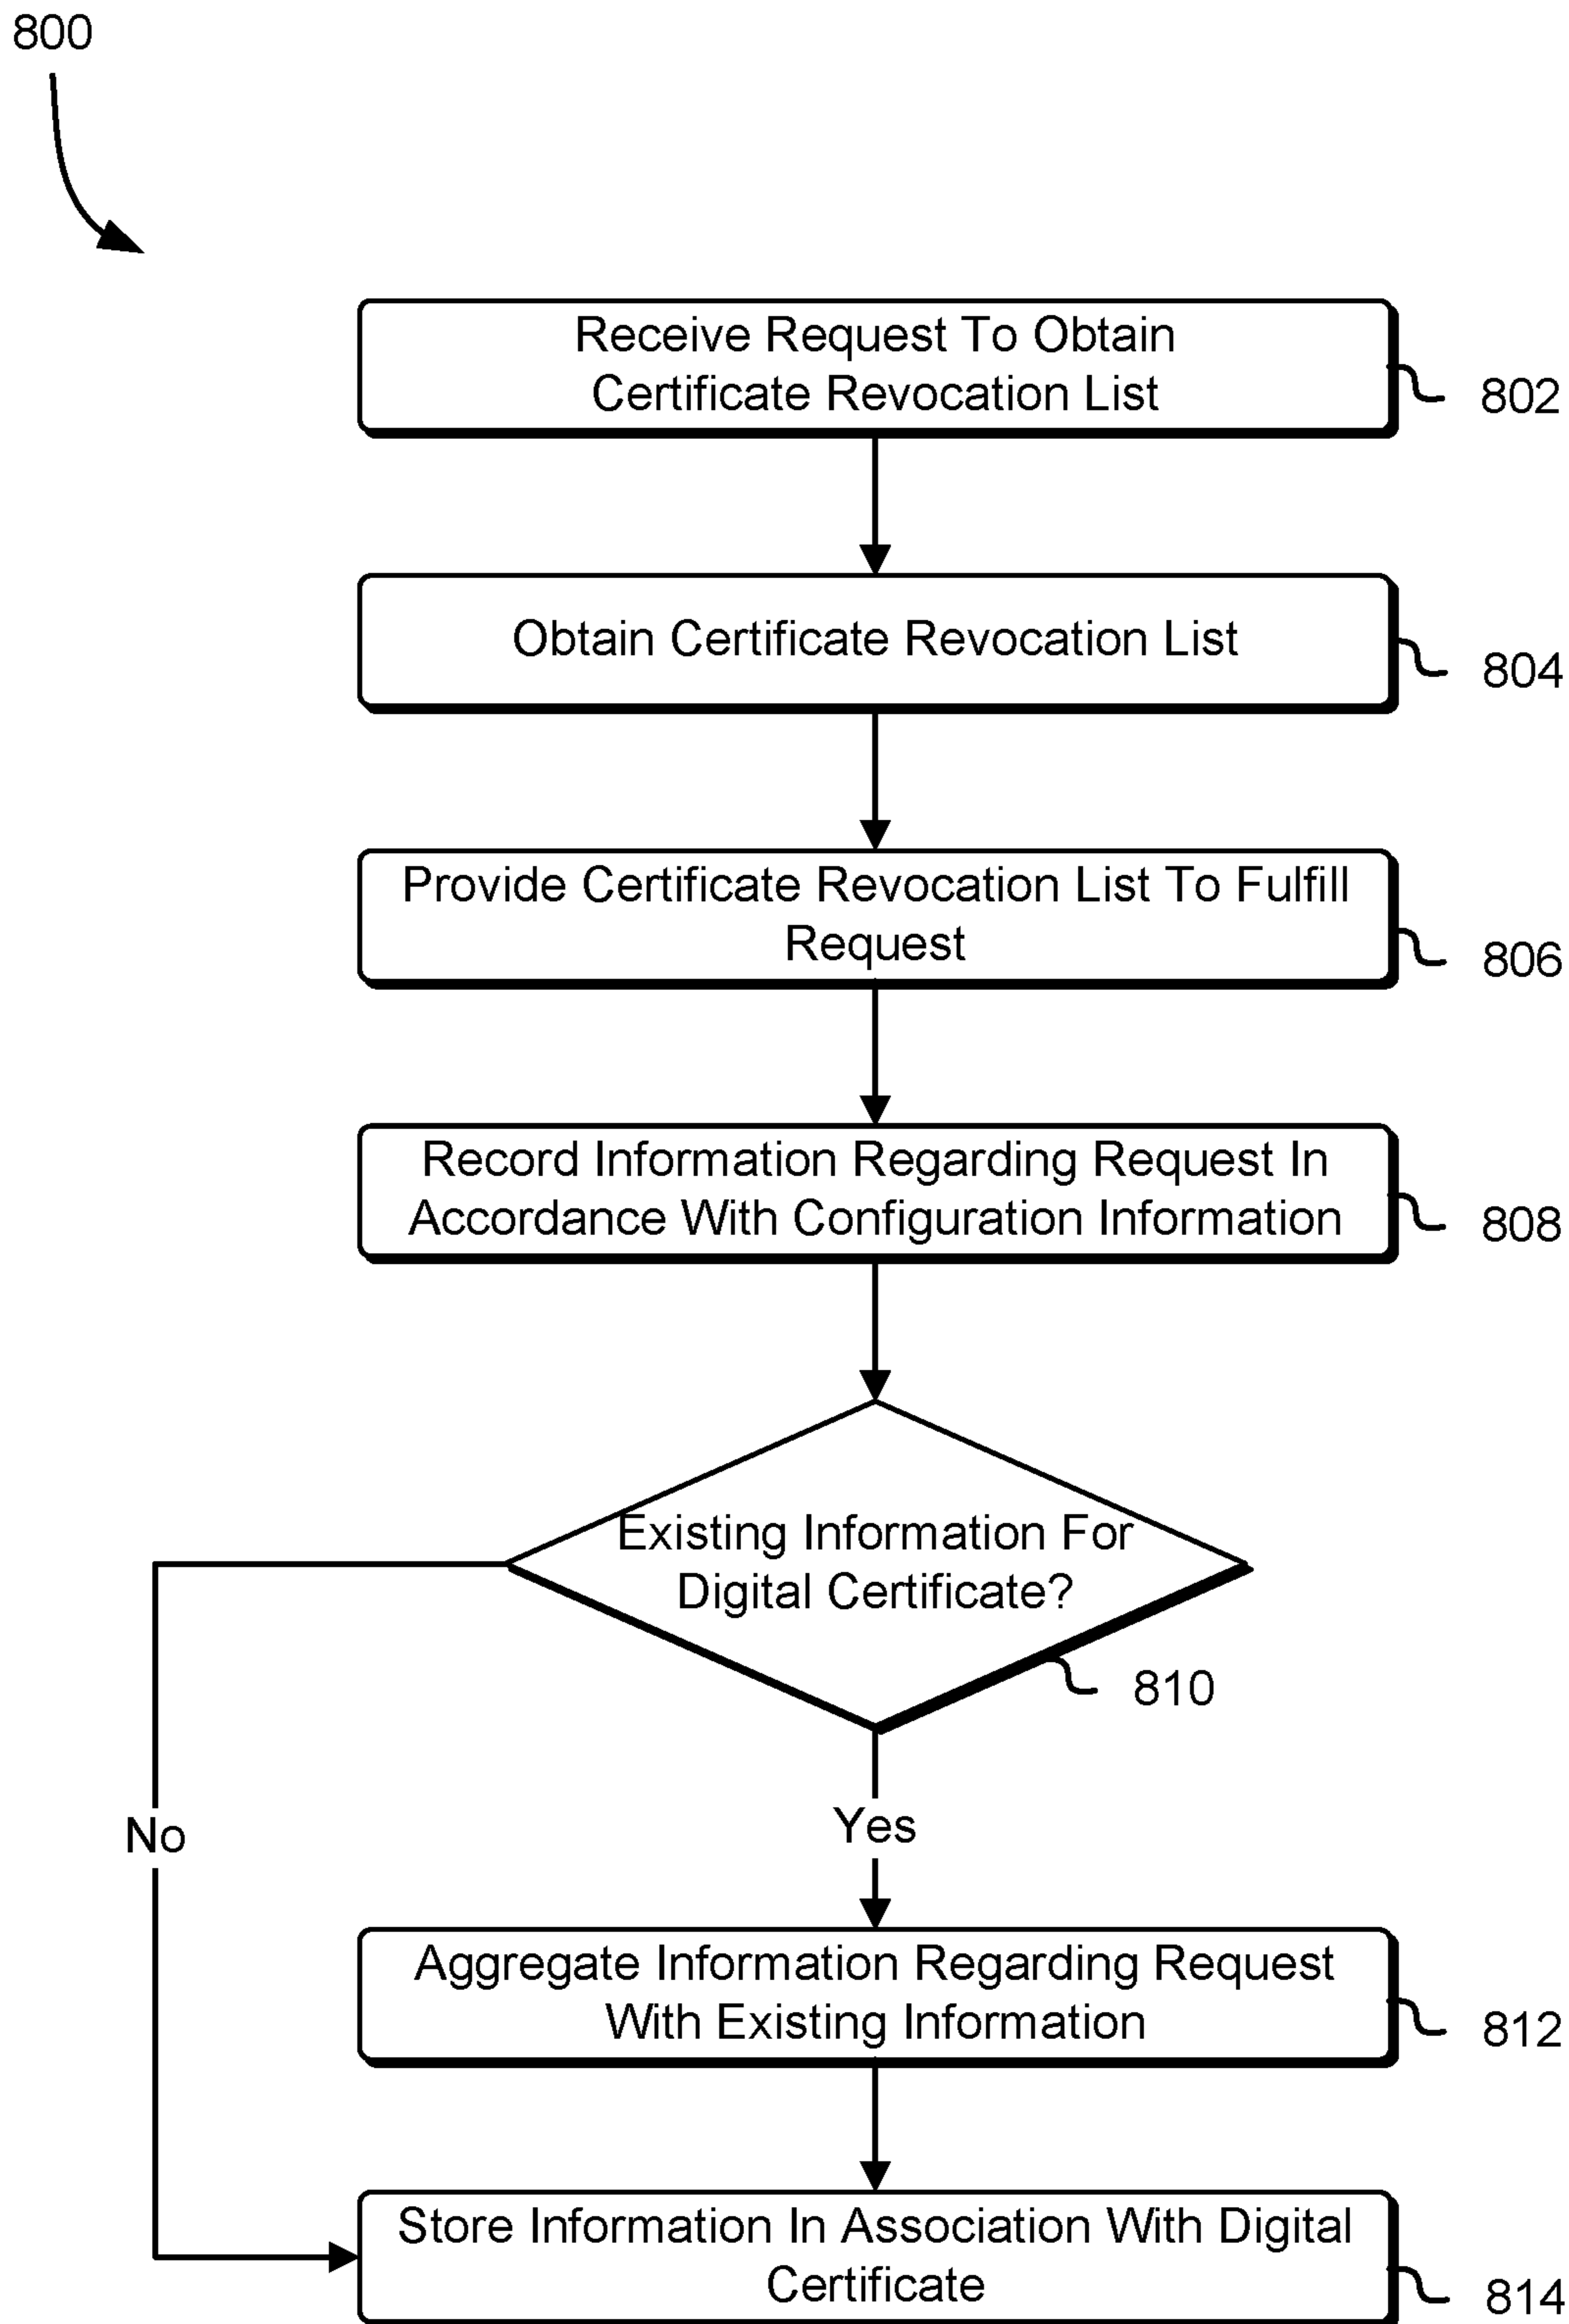 800
Receive Request To Obtain
Certificate Revocation List
802
Obtain Certificate Revocation List
804
Provide Certificate Revocation List To Fulfill
Request
806
Record Information Regarding Request In
Accordance With Configuration Information
808
Existing Information For
Digital Certificate?
810
No
Yes
Aggregate Information Regarding Request
With Existing Information
812
Store Information In Association With Digital
Certificate
814